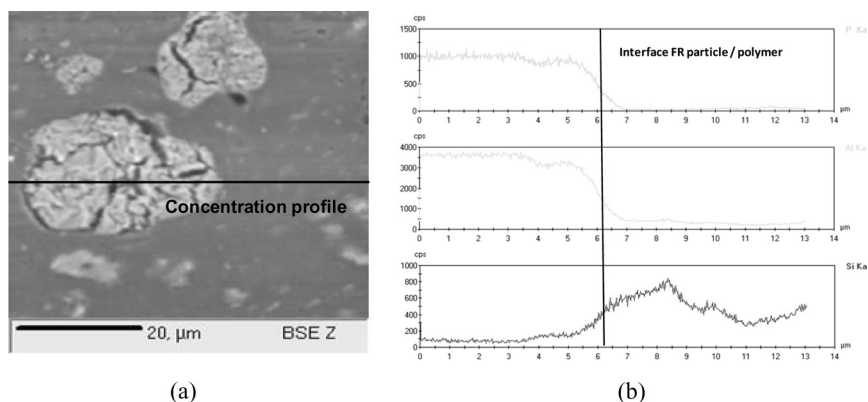 Concentration profile
20, µm BSE Z
(a)
cps
P Ka
1500
1000
500
0
Interface FR particle / polymer
0 1 2 3 4 5 6 7 8 9 10 11 12 13 14
µm
cps
Al Ka
4000
3000
2000
1000
0
0 1 2 3 4 5 6 7 8 9 10 11 12 13 14
µm
cps
Si Ka
1000
800
600
400
200
0
0 1 2 3 4 5 6 7 8 9 10 11 12 13 14
µm
(b)